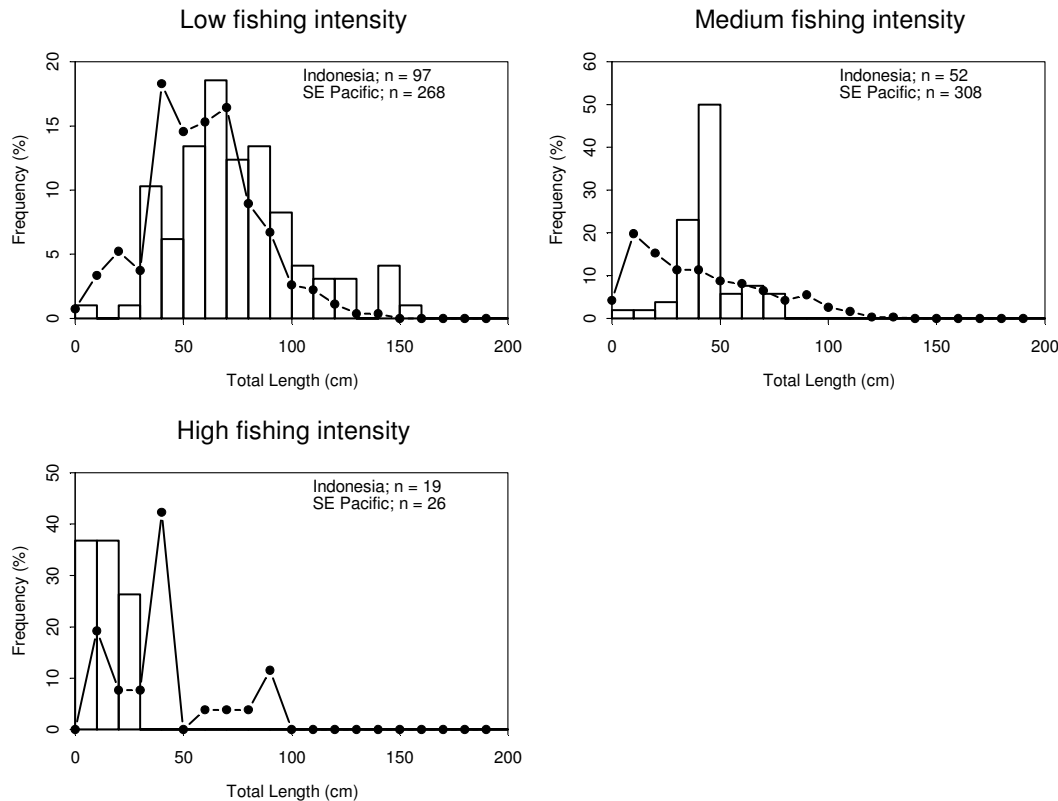 Low fishing intensity
Indonesia; n = 97
SE Pacific; n = 268
Frequency (%)
0 5 10 15 20
0 50 100 150 200
Total Length (cm)
Medium fishing intensity
Indonesia; n = 52
SE Pacific; n = 308
Frequency (%)
0 10 20 30 40 50 60
0 50 100 150 200
Total Length (cm)
High fishing intensity
Indonesia; n = 19
SE Pacific; n = 26
Frequency (%)
0 10 20 30 40 50
0 50 100 150 200
Total Length (cm)